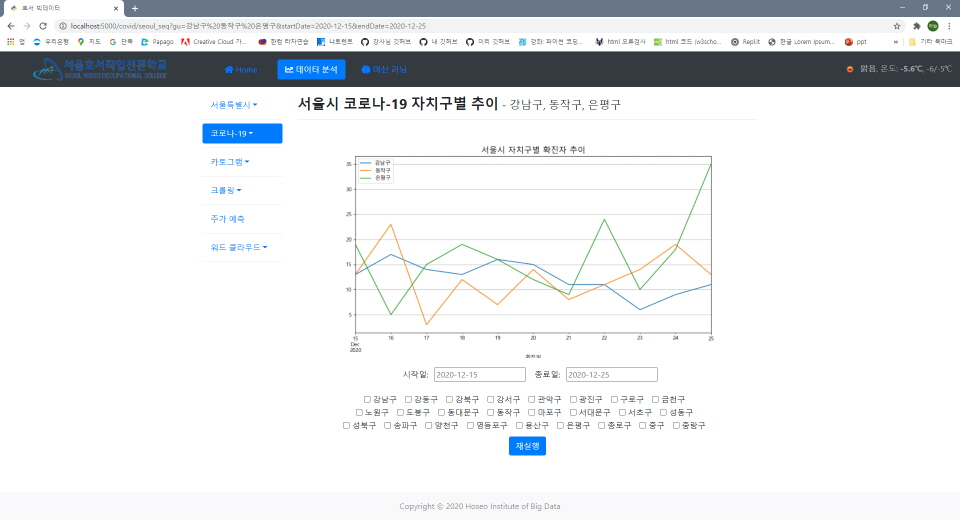 호서 빅데이터
localhost:5000/covid/seoul_seq?gu=강남구%20동작구%20은평구&startDate=2020-12-15&endDate=2020-12-25
하늘
앱 우리은행 지도 단축 Papago Creative Cloud 가... 한컴 타자연습 나토렌트 강사님 깃허브 내 깃허브 이리 깃허브 강좌: 파이썬 코딩... html 오류검사 html 코드 (w3scho... Repl.it 한글 Lorem Ipsum... ppt » 기타 북마크
서울호서직업전문학교
SEOUL HOSEO OCCUPATIONAL COLLEGE
Home 데이터 분석 머신 러닝 맑음, 온도: -5.6℃, -6/-5℃
서울특별시
코로나-19
카토그램
크롤링
주가 예측
워드 클라우드
서울시 코로나-19 자치구별 추이 - 강남구, 동작구, 은평구
서울시 자치구별 확진자 추이
강남구
동작구
은평구
35
30
25
20
15
10
5
15 16 17 18 19 20 21 22 23 24 25
Dec
2020
확진일
시작일: 2020-12-15 종료일: 2020-12-25
강남구 강동구 강북구 강서구 관악구 광진구 구로구 금천구
노원구 도봉구 동대문구 동작구 마포구 서대문구 서초구 성동구
성북구 송파구 양천구 영등포구 용산구 은평구 종로구 중구 중랑구
재실행
Copyright © 2020 Hoseo Institute of Big Data